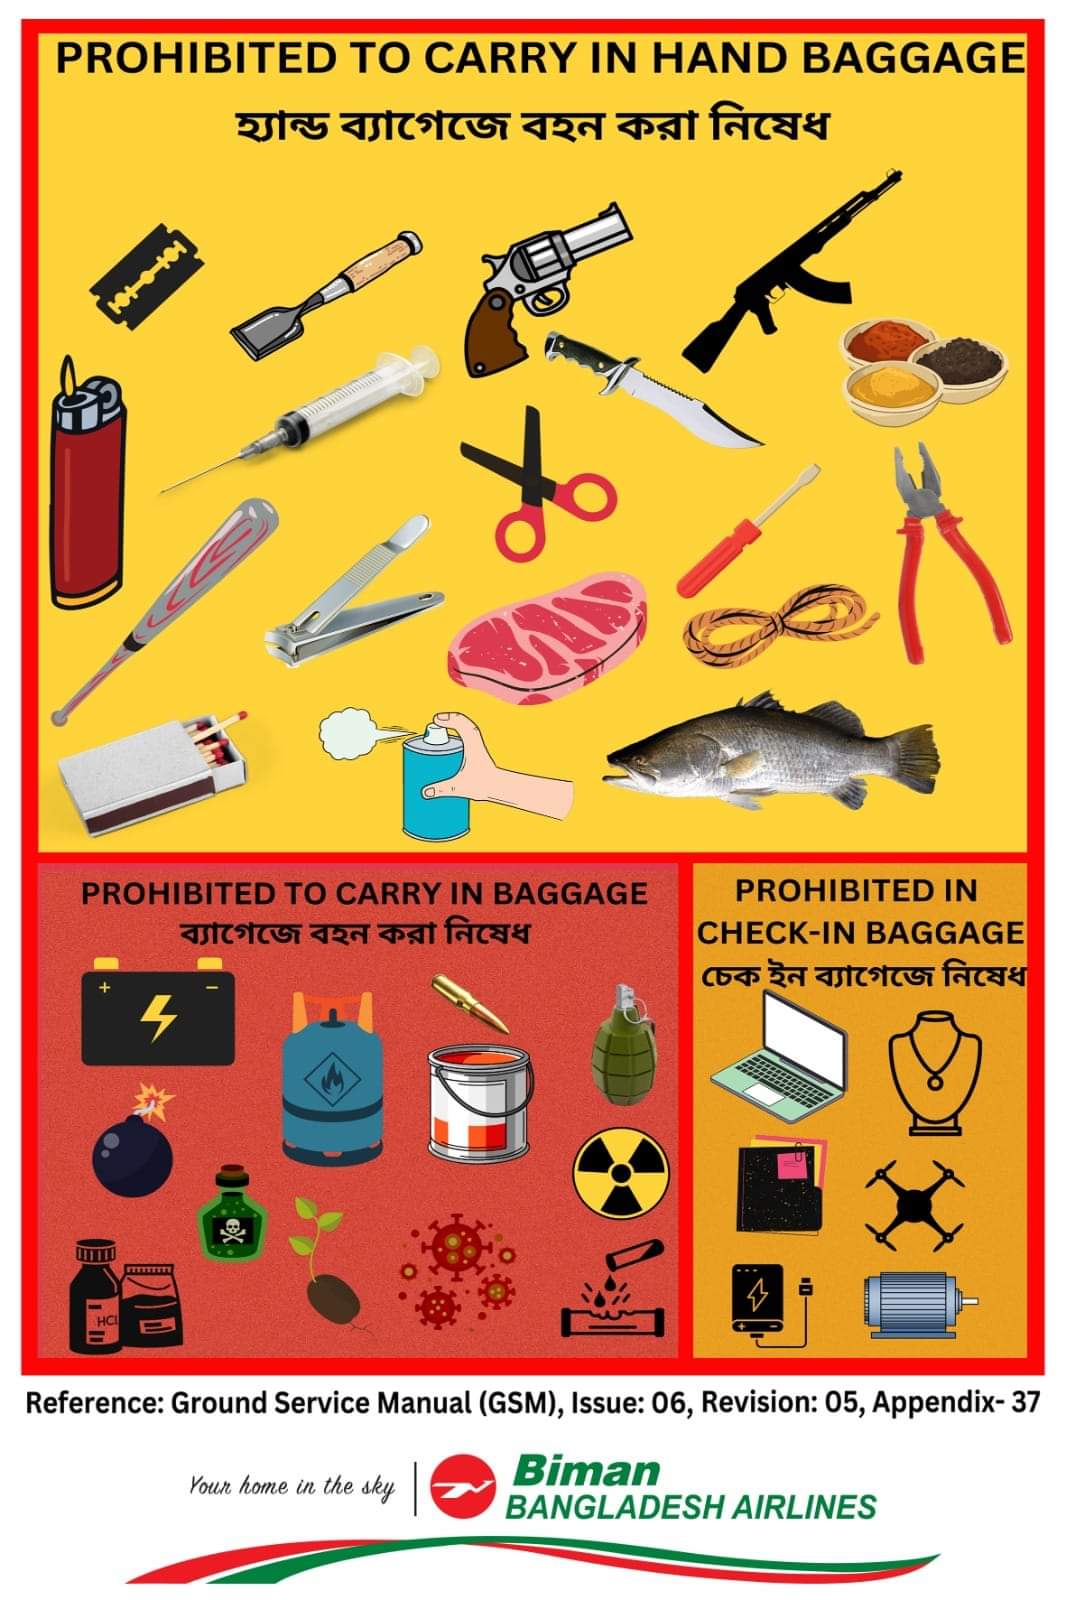 PROHIBITED TO CARRY IN HAND BAGGAGE
হ্যান্ড ব্যাগেজে বহন করা নিষেধ
PROHIBITED TO CARRY IN BAGGAGE
ব্যাগেজে বহন করা নিষেধ
+ −
HCL
PROHIBITED IN
CHECK-IN BAGGAGE
চেক ইন ব্যাগেজে নিষেধ
Reference: Ground Service Manual (GSM), Issue: 06, Revision: 05, Appendix- 37
Your home in the sky
Biman
BANGLADESH AIRLINES